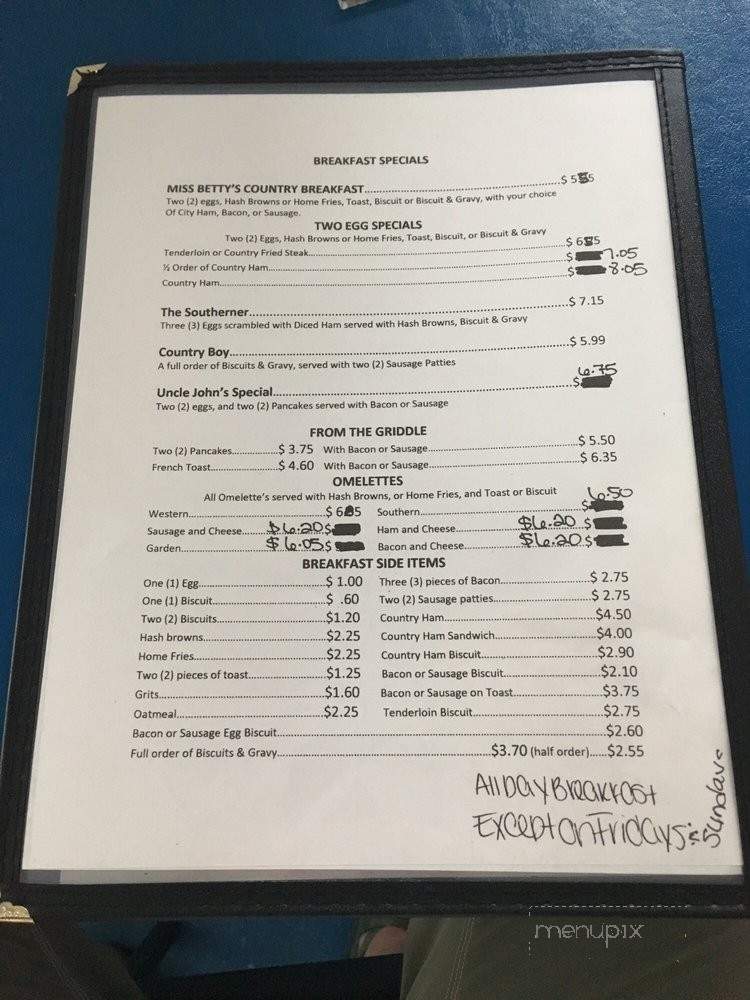 BREAKFAST SPECIALS
MISS BETTY'S COUNTRY BREAKFAST..................$ 5 5
Two (2) eggs, Hash Browns or Home Fries, Toast, Biscuit or Biscuit & Gravy, with your choice
Of City Ham, Bacon, or Sausage.
TWO EGG SPECIALS
Two (2) Eggs, Hash Browns or Home Fries, Toast, Biscuit, or Biscuit & Gravy
Tenderloin or Country Fried Steak..................$ 6 5
½ Order of Country Ham..................$ 7.05
Country Ham..................$ 8.05
The Southerner..................$ 7.15
Three (3) Eggs scrambled with Diced Ham served with Hash Browns, Biscuit & Gravy
Country Boy..................$ 5.99
A full order of Biscuits & Gravy, served with two (2) Sausage Patties
Uncle John's Special..................$ 6.75
Two (2) eggs, and two (2) Pancakes served with Bacon or Sausage
FROM THE GRIDDLE
Two (2) Pancakes..............$ 3.75 With Bacon or Sausage..................$ 5.50
French Toast..................$ 4.60 With Bacon or Sausage..................$ 6.35
OMELETTES
All Omelette's served with Hash Browns, or Home Fries, and Toast or Biscuit
Western..................$ 6 5 Southern..................$ 6.50
Sausage and Cheese........$6.20 $ Ham and Cheese..................$6.20 $
Garden..................$6.05 $ Bacon and Cheese..................$6.20 $
BREAKFAST SIDE ITEMS
One (1) Egg..................$ 1.00 Three (3) pieces of Bacon..................$ 2.75
One (1) Biscuit..................$ .60 Two (2) Sausage patties..................$ 2.75
Two (2) Biscuits..................$1.20 Country Ham..................$4.50
Hash browns..................$2.25 Country Ham Sandwich..................$4.00
Home Fries..................$2.25 Country Ham Biscuit..................$2.90
Two (2) pieces of toast..................$1.25 Bacon or Sausage Biscuit..................$2.10
Grits..................$1.60 Bacon or Sausage on Toast..................$3.75
Oatmeal..................$2.25 Tenderloin Biscuit..................$2.75
Bacon or Sausage Egg Biscuit..................$2.60
Full order of Biscuits & Gravy..................$3.70 (half order)......$2.55
All Day Breakfast
Except on Fridays & Sundays
menupix